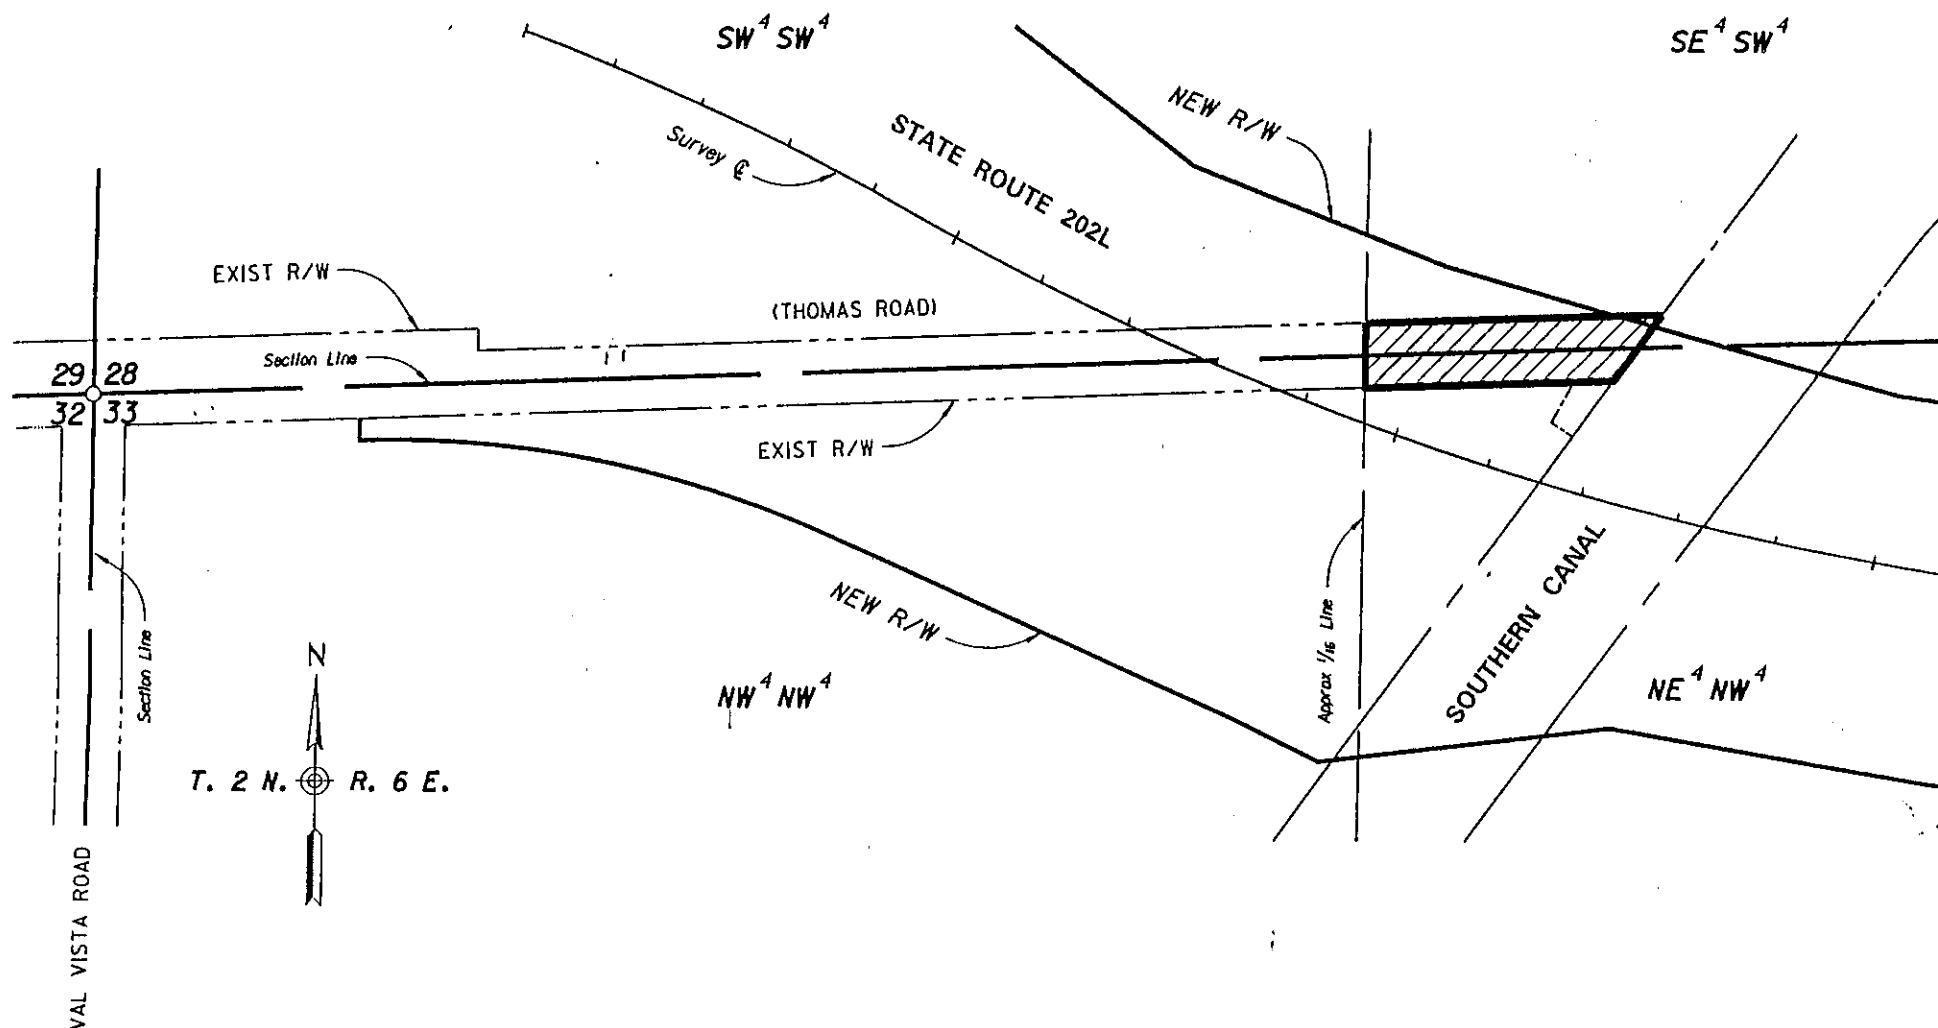 SW⁴ SW⁴
SE⁴ SW⁴
NEW R/W
STATE ROUTE 202L
Survey ℄
EXIST R/W
(THOMAS ROAD)
Section Line
29 28
32 33
EXIST R/W
NEW R/W
Section Line
Approx 1/16 Line
SOUTHERN CANAL
N
NW⁴ NW⁴
NE⁴ NW⁴
T. 2 N. R. 6 E.
VAL VISTA ROAD